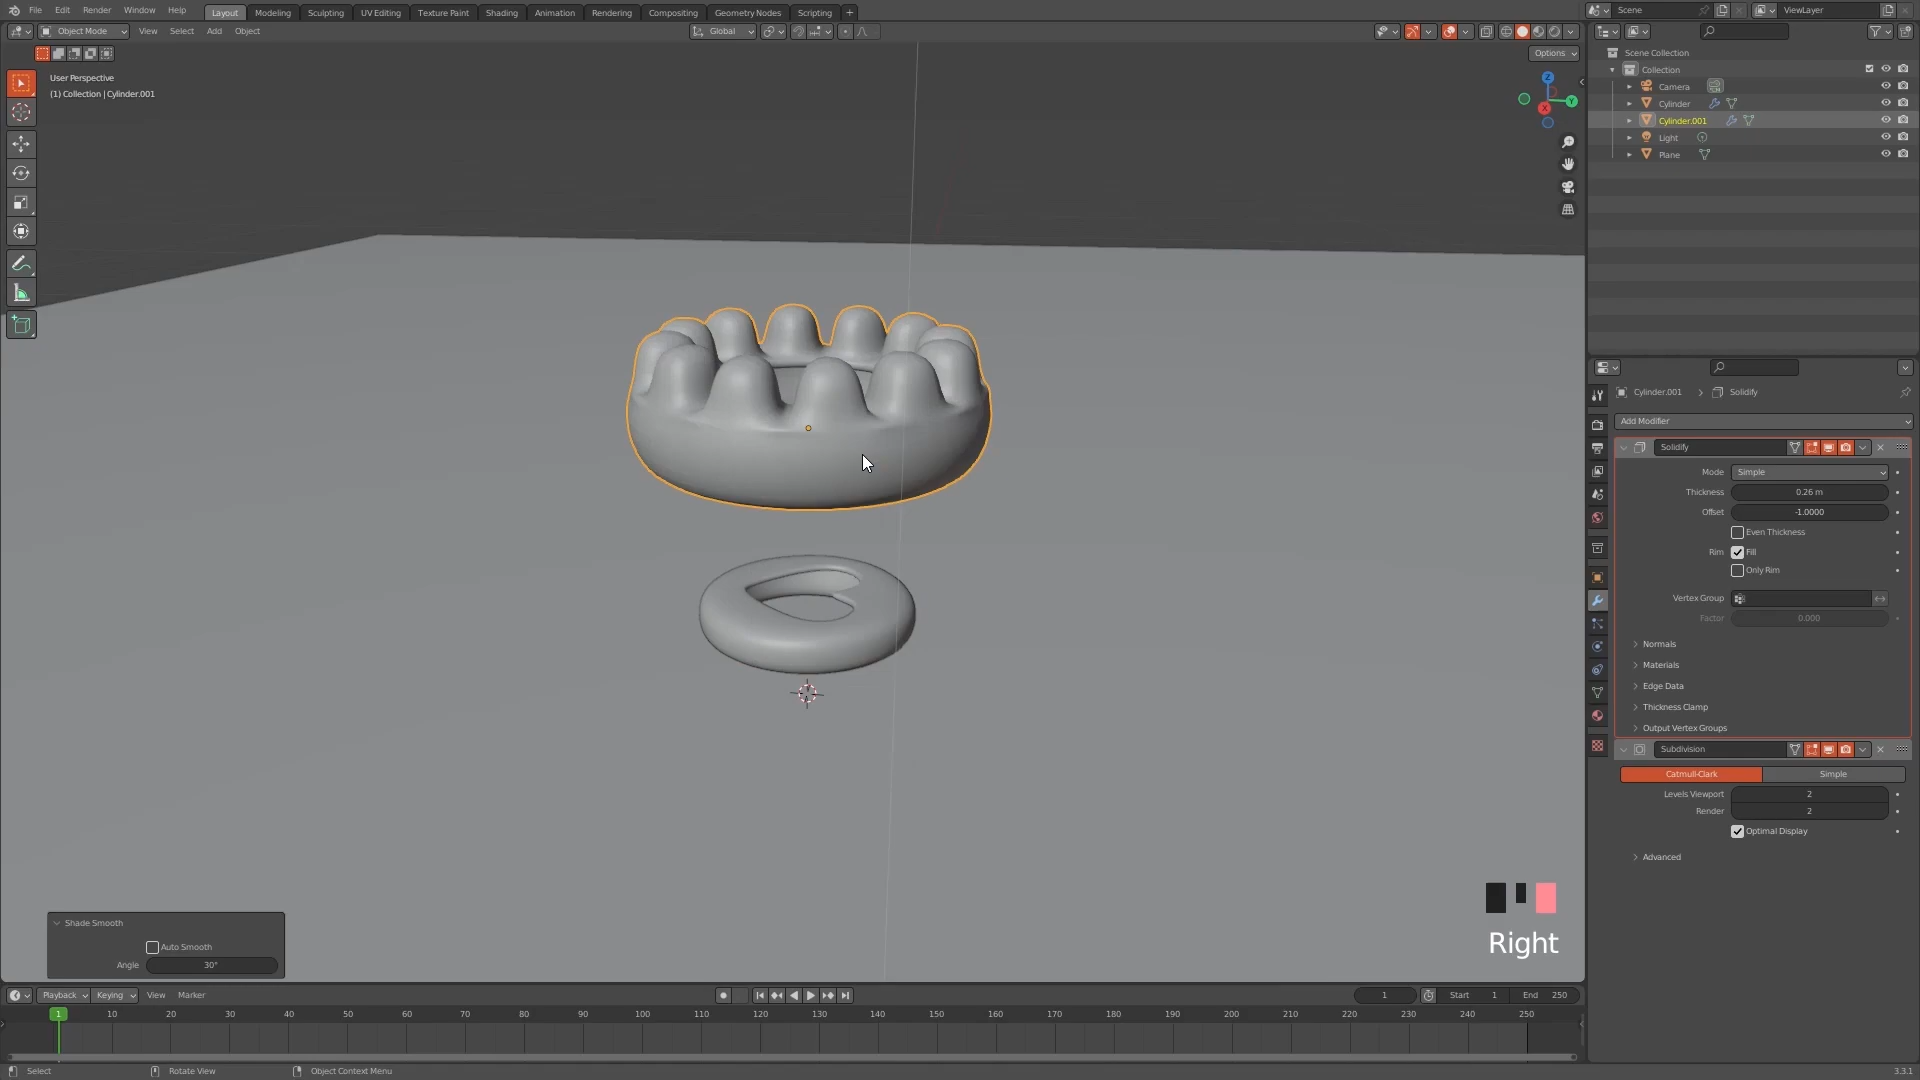 File Edit Render Window Help Layout Modeling Sculpting UV Editing Texture Paint Shading Animation Rendering Compositing Geometry Nodes Scripting + Scene ViewLayer
Object Mode View Select Add Object Global
Options
User Perspective
(1) Collection | Cylinder.001
Z
Y
X
Scene Collection
Collection
Camera
Cylinder
Cylinder.001
Light
Plane
Cylinder.001 > Solidify
Add Modifier
Solidify
Mode Simple
Thickness 0.26 m
Offset -1.0000
Even Thickness
Rim Fill
Only Rim
Vertex Group
Factor 0.000
Normals
Materials
Edge Data
Thickness Clamp
Output Vertex Groups
Subdivision
Catmull-Clark Simple
Levels Viewport 2
Render 2
Optimal Display
Advanced
Right
Shade Smooth
Auto Smooth
Angle 30°
Playback Keying View Marker 1 Start 1 End 250
1 10 20 30 40 50 60 70 80 90 100 110 120 130 140 150 160 170 180 190 200 210 220 230 240 250
Select Rotate View Object Context Menu 3.3.1